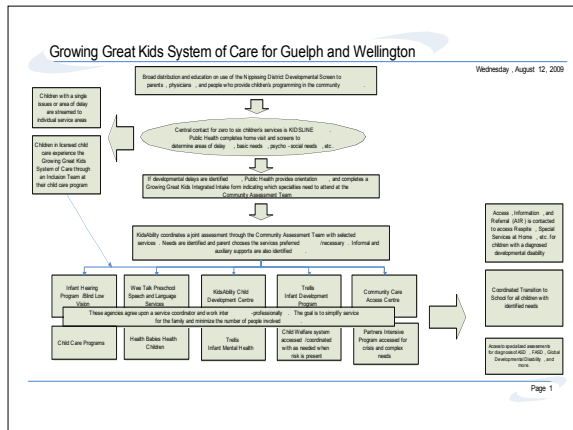 Growing Great Kids System of Care for Guelph and Wellington
Wednesday , August 12, 2009
Broad distribution and education on use of the Nippissing District Developmental Screen to
parents , physicians , and people who provide children's programming in the community .
Children with a single
issues or area of delay
are streamed to
individual service areas
Central contact for zero to six children's services is KIDSLINE .
Public Health completes home visit and screens to
determine areas of delay , basic needs , psycho - social needs , etc.
Children in licensed child
care experience the
Growing Great Kids
System of Care through
an Inclusion Team at
their child care program
If developmental delays are identified , Public Health provides orientation , and completes a
Growing Great Kids Integrated Intake form indicating which specialties need to attend at the
Community Assessment Team
KidsAbility coordinates a joint assessment through the Community Assessment Team with selected
services . Needs are identified and parent chooses the services preferred /necessary . Informal and
auxiliary supports are also identified .
Access , Information , and
Referral (AIR ) is contacted
to access Respite , Special
Services at Home , etc. for
children with a diagnosed
developmental disability
Infant Hearing
Program /Blind Low
Vision
Wee Talk Preschool
Speech and Language
Services
KidsAbility Child
Development Centre
Trellis
Infant Development
Program
Community Care
Access Centre
Coordinated Transition to
School for all children with
identified needs
These agencies agree upon a service coordinator and work inter -professionally . The goal is to simplify service
for the family and minimize the number of people involved
Child Care Programs
Health Babies Health
Children
Trellis
Infant Mental Health
Child Welfare system
accessed /coordinated
with as needed when
risk is present
Partners Intensive
Program accessed for
crisis and complex
needs
Access to specialized assessments
for diagnosis of ASD , FASD , Global
Developmental Disability , and
more.
Page 1